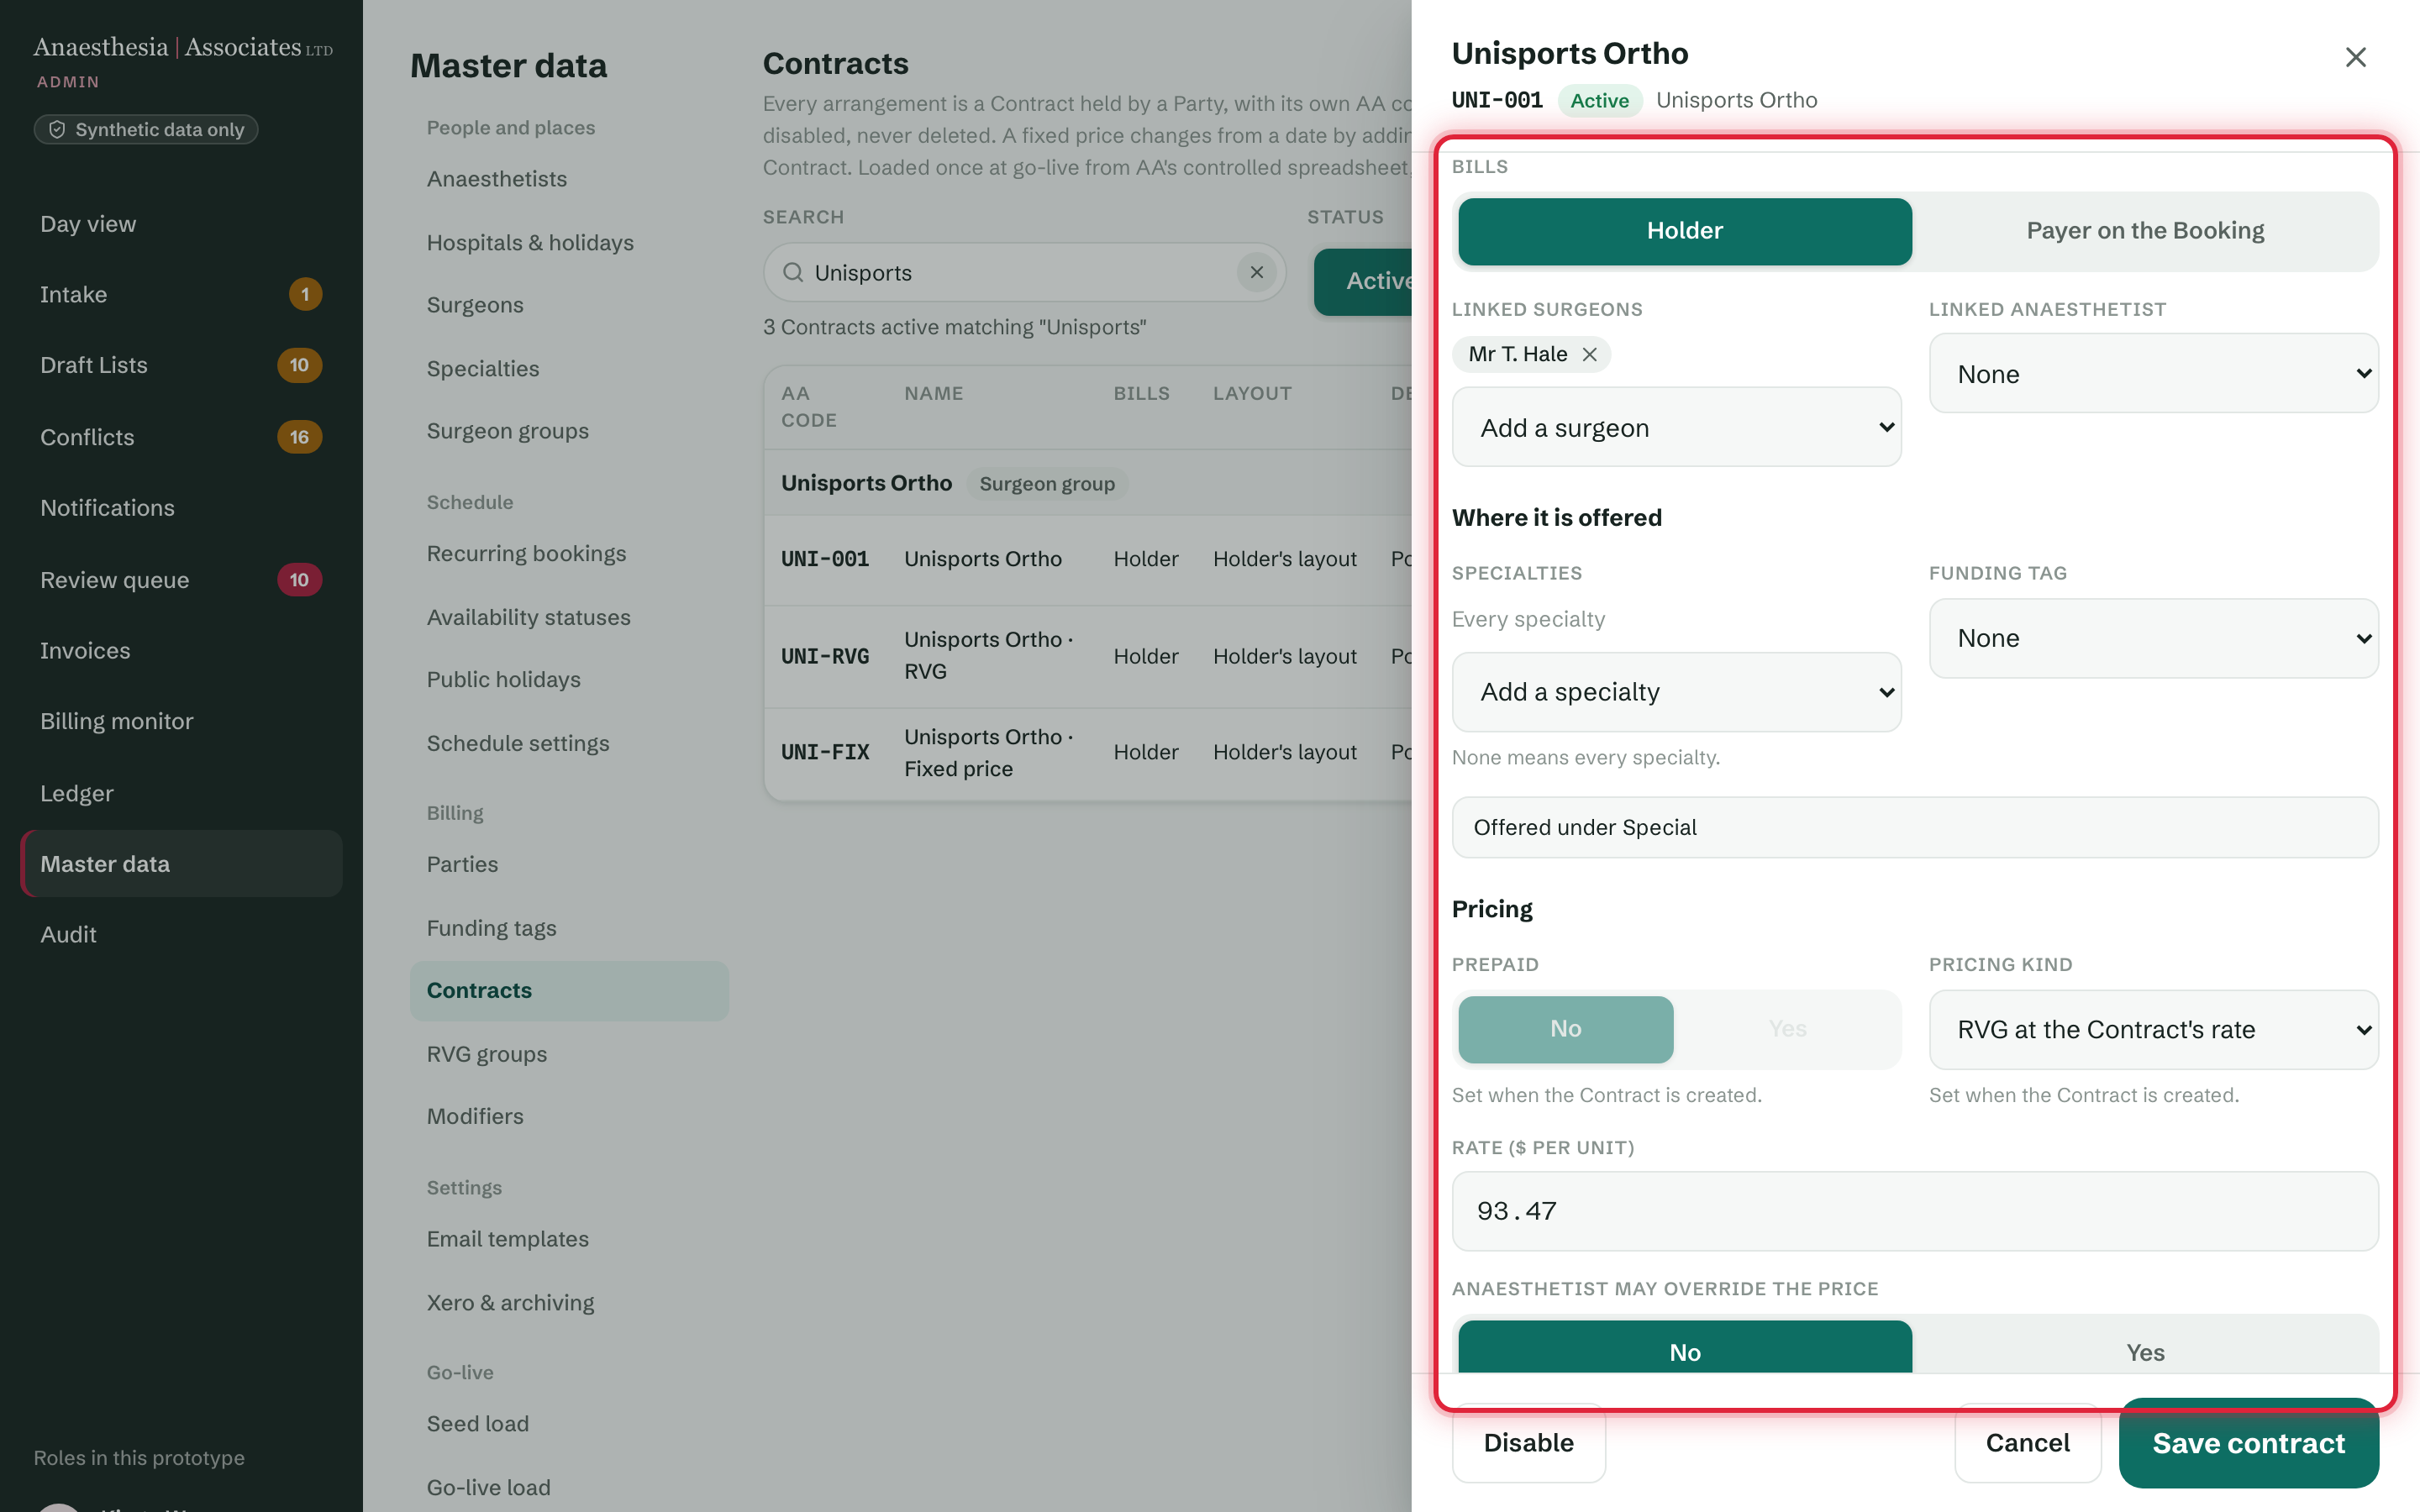 Anaesthesia | Associates LTD
ADMIN
Synthetic data only
Day view
Intake 1
Draft Lists 10
Conflicts 16
Notifications
Review queue 10
Invoices
Billing monitor
Ledger
Master data
Audit
Roles in this prototype
Master data
People and places
Anaesthetists
Hospitals & holidays
Surgeons
Specialties
Surgeon groups
Schedule
Recurring bookings
Availability statuses
Public holidays
Schedule settings
Billing
Parties
Funding tags
Contracts
RVG groups
Modifiers
Settings
Email templates
Xero & archiving
Go-live
Seed load
Go-live load
Contracts
Every arrangement is a Contract held by a Party, with its own AA
disabled, never deleted. A fixed price changes from a date by
Contract. Loaded once at go-live from AA's controlled spreadsheet,
SEARCH STATUS
Unisports Active
3 Contracts active matching "Unisports"
AA CODE NAME BILLS LAYOUT
Unisports Ortho Surgeon group
UNI-001 Unisports Ortho Holder Holder's layout
UNI-RVG Unisports Ortho · RVG Holder Holder's layout
UNI-FIX Unisports Ortho · Fixed price Holder Holder's layout
Unisports Ortho
UNI-001 Active Unisports Ortho
BILLS
Holder Payer on the Booking
LINKED SURGEONS LINKED ANAESTHETIST
Mr T. Hale None
Add a surgeon
Where it is offered
SPECIALTIES FUNDING TAG
Every specialty None
Add a specialty
None means every specialty.
Offered under Special
Pricing
PREPAID PRICING KIND
No Yes RVG at the Contract's rate
Set when the Contract is created. Set when the Contract is created.
RATE ($ PER UNIT)
93.47
ANAESTHETIST MAY OVERRIDE THE PRICE
No Yes
Disable Cancel Save contract